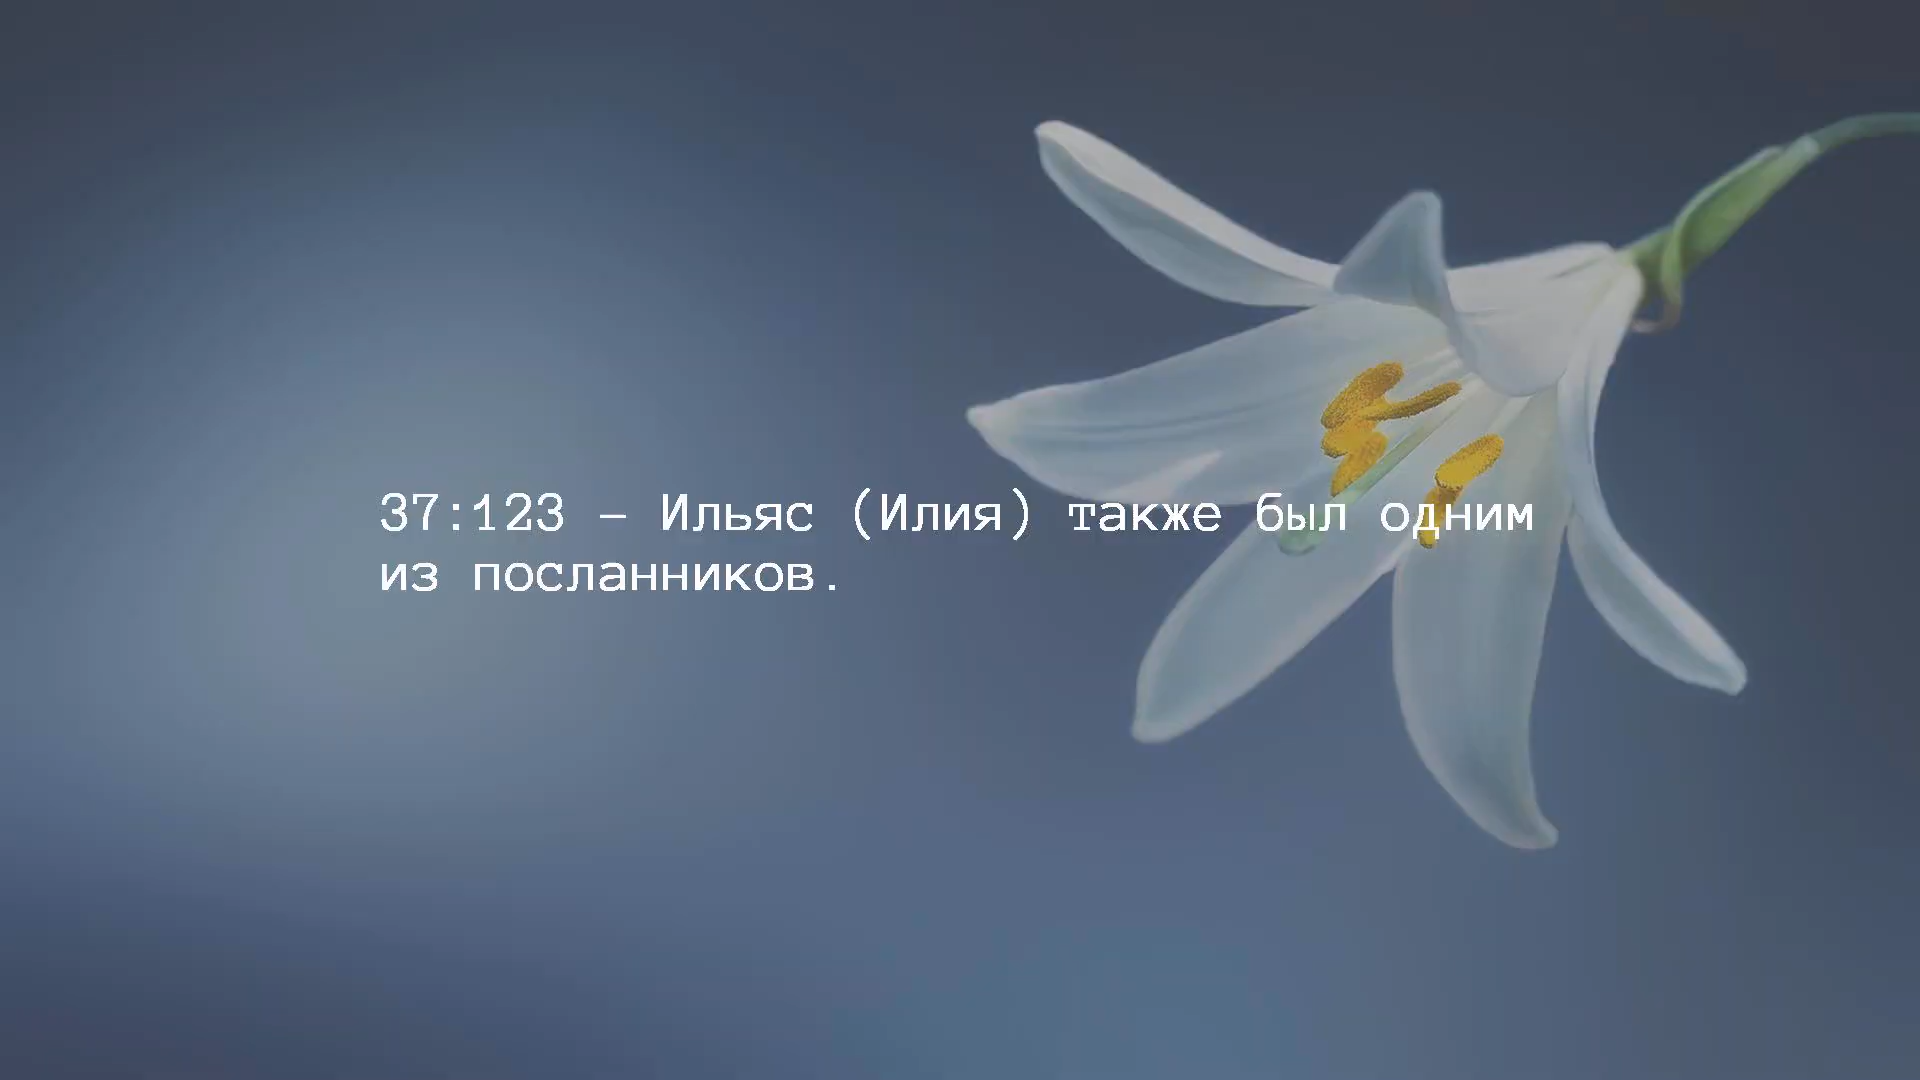 37:123 – Ильяс (Илия) также был одним
из посланников.